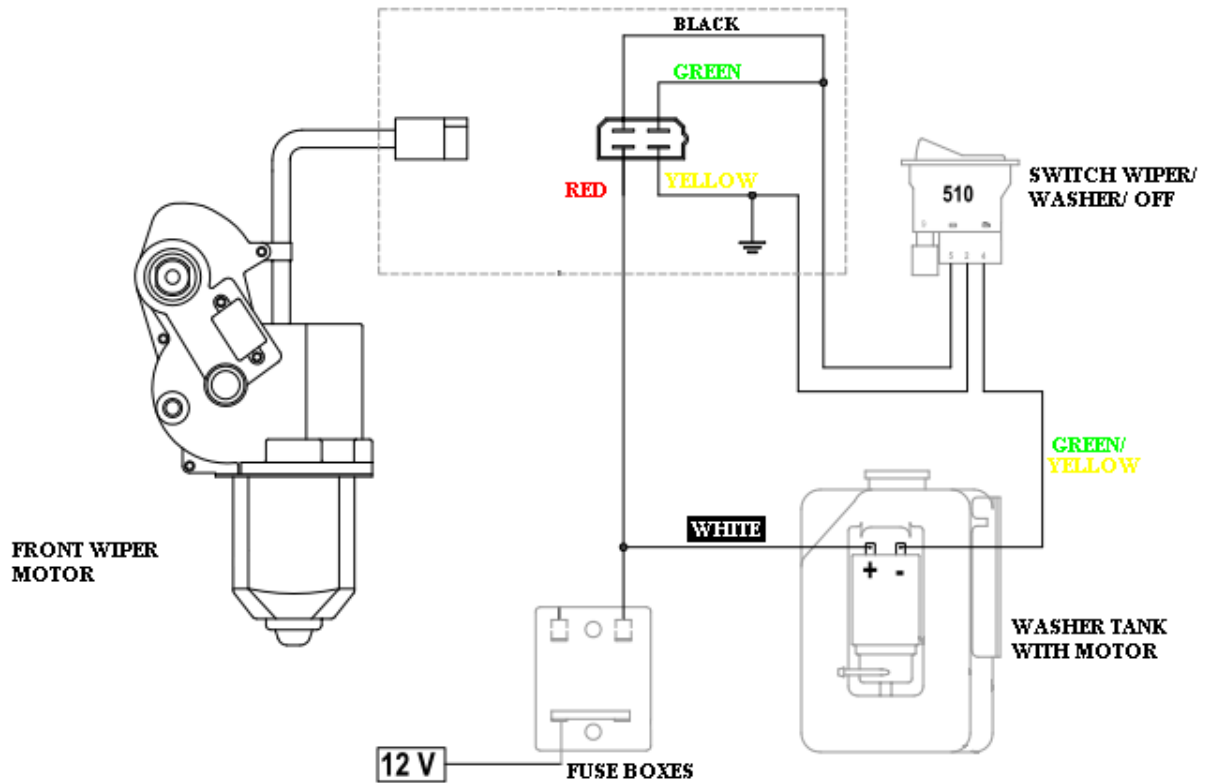 BLACK
GREEN
RED
YELLOW
510
SWITCH WIPER/
WASHER/ OFF
GREEN/
YELLOW
WHITE
+ -
FRONT WIPER
MOTOR
WASHER TANK
WITH MOTOR
12 V
FUSE BOXES